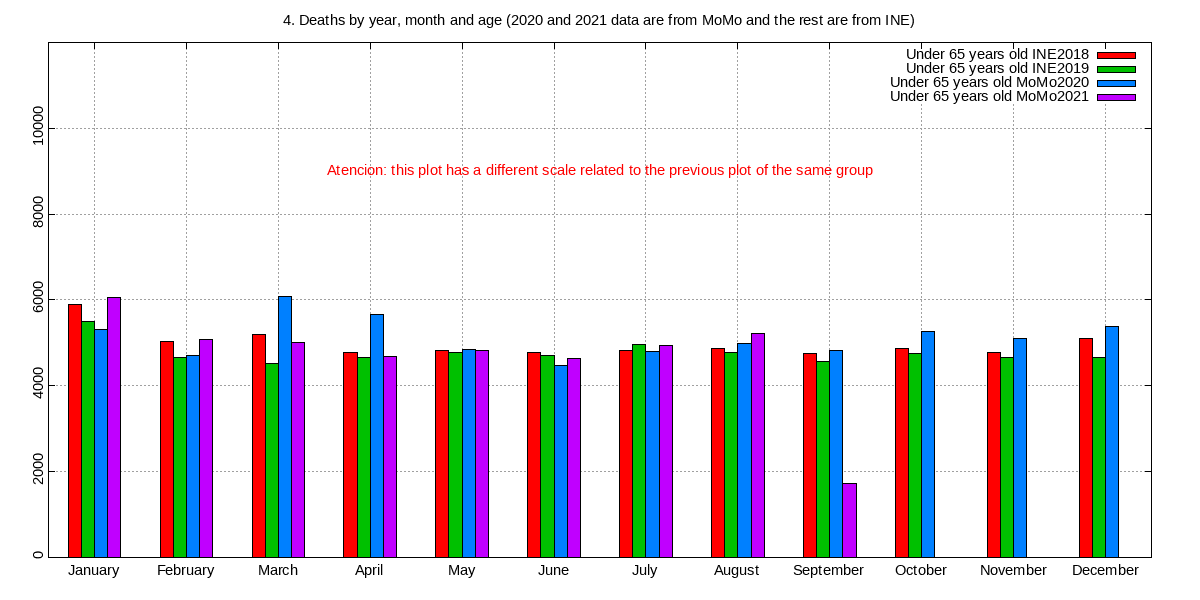 4. Deaths by year, month and age (2020 and 2021 data are from MoMo and the rest are from INE)
Under 65 years old INE2018
Under 65 years old INE2019
Under 65 years old MoMo2020
Under 65 years old MoMo2021
Atencion: this plot has a different scale related to the previous plot of the same group
10000
8000
6000
4000
2000
0
January February March April May June July August September October November December